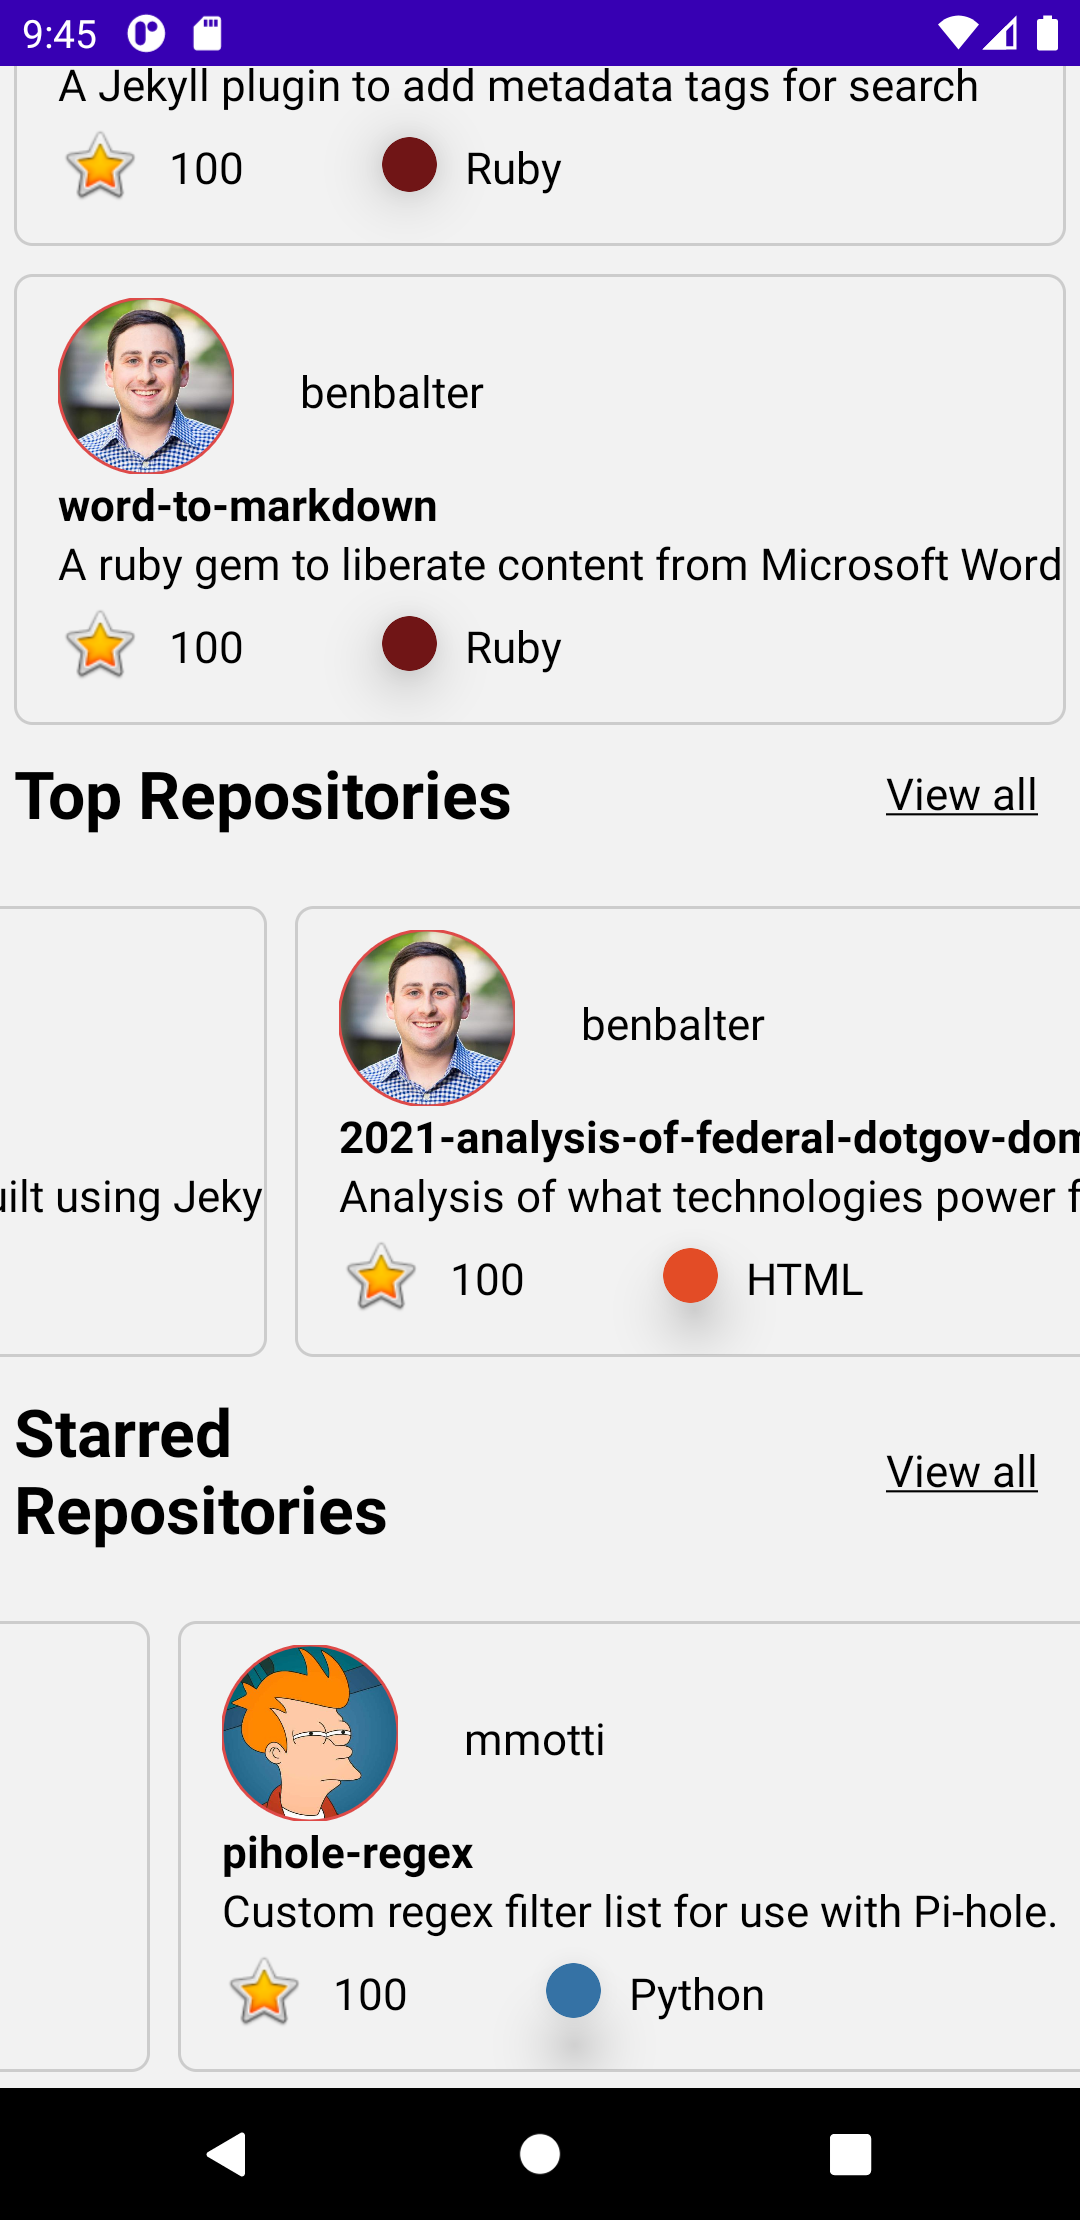 9:45
A Jekyll plugin to add metadata tags for search
100 Ruby
benbalter
word-to-markdown
A ruby gem to liberate content from Microsoft Word
100 Ruby
Top Repositories View all
benbalter
2021-analysis-of-federal-dotgov-dom
using Jeky Analysis of what technologies power f
100 HTML
Starred
Repositories View all
mmotti
pihole-regex
Custom regex filter list for use with Pi-hole.
100 Python